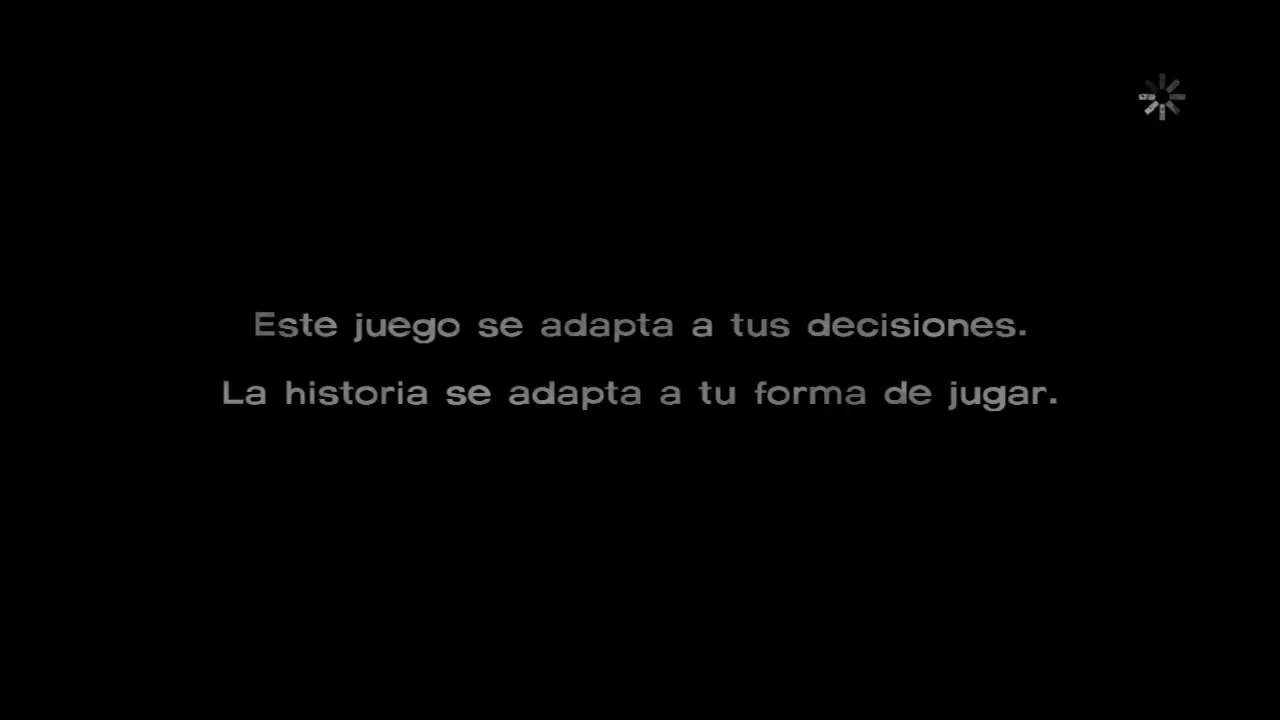 Este juego se adapta a tus decisiones.
La historia se adapta a tu forma de jugar.